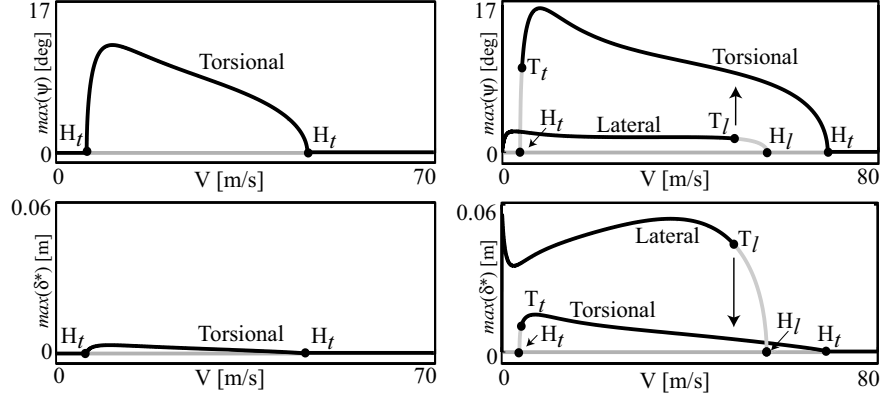 17
max(ψ) [deg]
Torsional
H_t
H_t
0
0
V [m/s]
70
17
max(ψ) [deg]
T_t
Torsional
H_t
Lateral
T_l
H_l
H_t
0
0
V [m/s]
80
0.06
max(δ*) [m]
H_t
Torsional
H_t
0
0
V [m/s]
70
0.06
max(δ*) [m]
Lateral
T_l
T_t
Torsional
H_t
H_l
H_t
0
0
V [m/s]
80